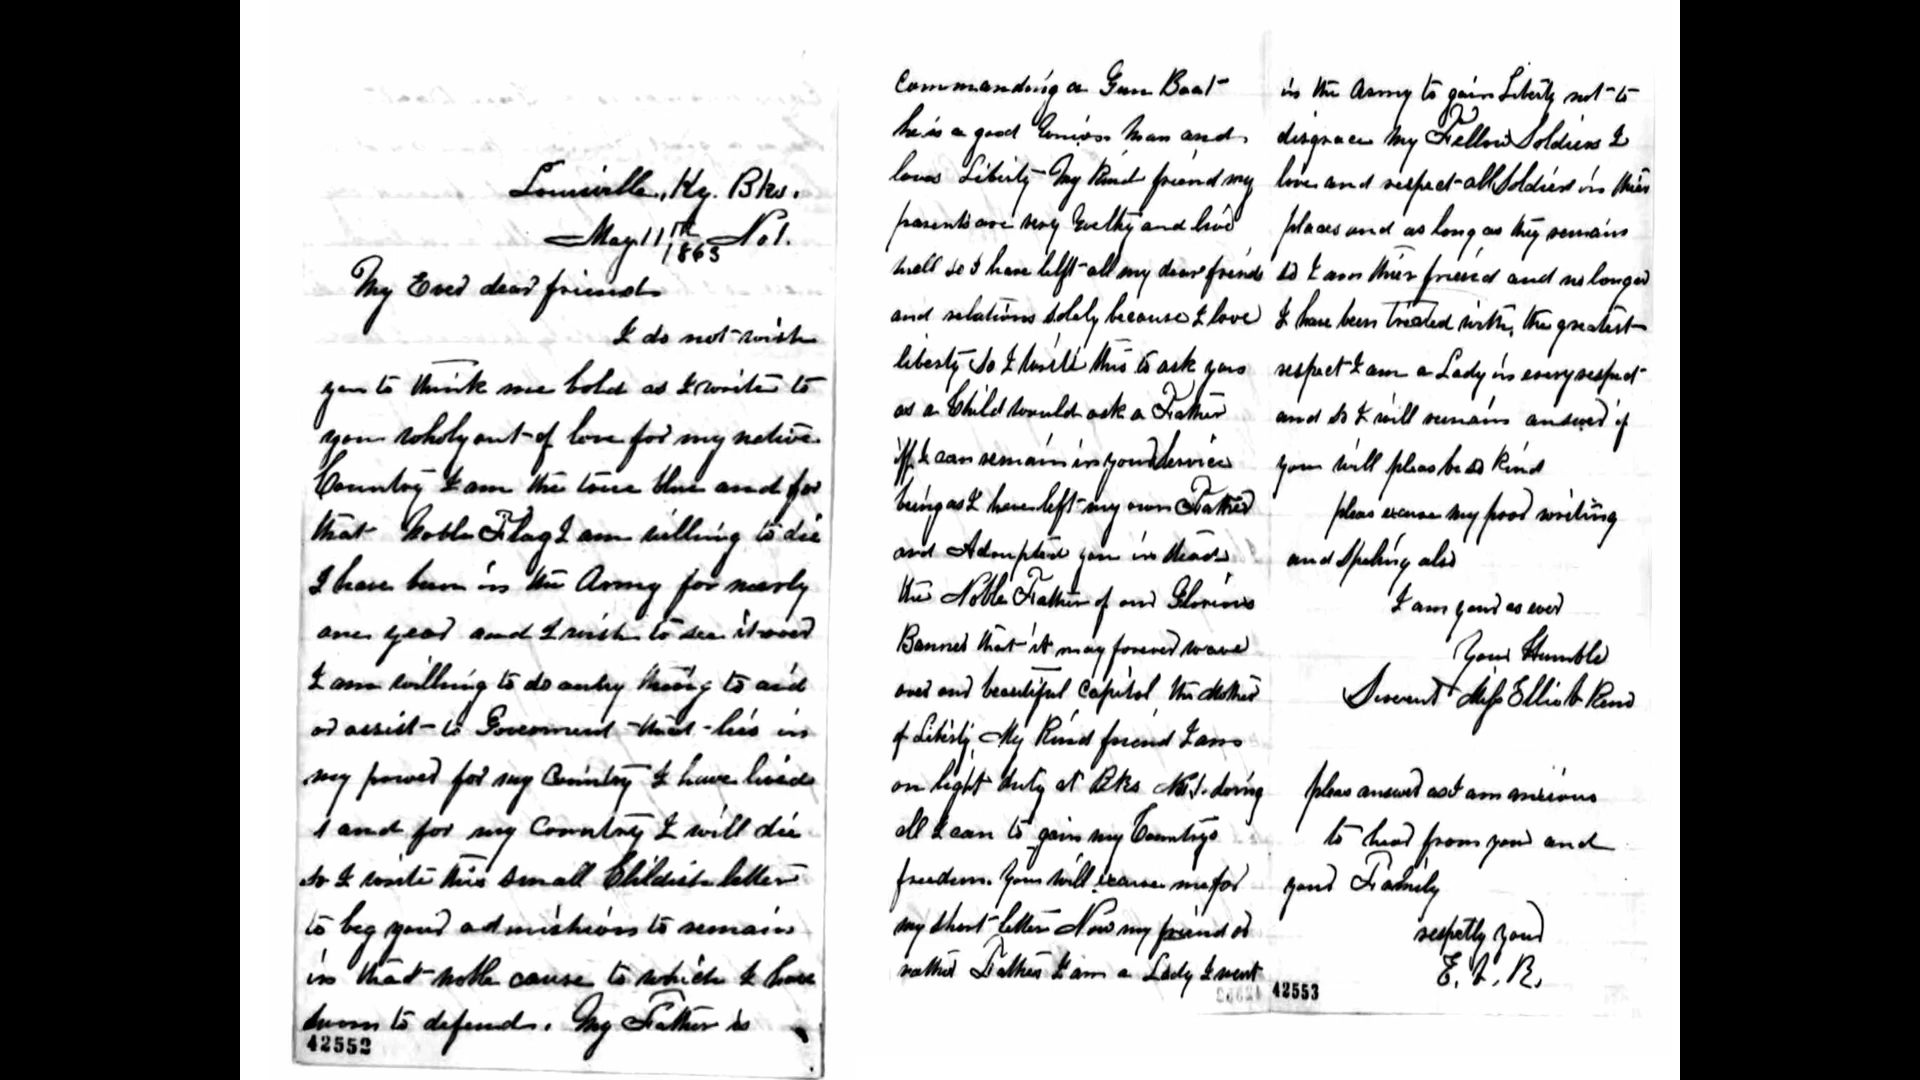 Louisville, Ky. Bks.
May 11th, 1863 No 1.
My Ever dear friend
I do not wish
you to think me bold as I write to
you wholy out of love for my native
Country I am the true blue and for
that Noble Flag I am willing to die
I have been in the Army for nearly
one year and I wish to see it over
I am willing to do any thing to aid
or assist to Goverment that lies in
my power for my Country I have lived
and for my Country I will die
so I write this small Childish letter
to beg your admishion to remain
in that noble cause to which I have
sworn to defend. My Father is
42552
Commanding a Gun Boat
he is a good Union Man and
loves Liberty My Kind friend my
parents are very welthy and live
well so I have left all my dear friends
and relations solely because I love
liberty so I write this to ask you
as a Child would ask a Father
if I can remain in your Service
being as I have left my own Father
and Adoupted you in stead
the Noble Father of our Glorious
Banner that it may forever wave
over our beautiful Capitol, the Mother
of Liberty. My Kind friend I am
on light duty at Bks No 1. doing
all I can to gain my Countrys
freedom. You will excuse me for
my short letter Now my friend or
rather Father I am a Lady I went
in the Army to gain Liberty not to
disgrace my Fellow Soldiers I
love and respect all Soldiers in thier
places and as long as they remain
so I am thier friend and no longer
I have been treated with, the greatest
respect I am a Lady in every respect
and so I will remain answer if
you will pleas be so kind
pleas excuse my poor writing
and Speling also
I am your as ever
Your Humble
Servent Miss Ella Reno
pleas answer as I am anxious
to hear from you and
your Family
respetly your
E. R.
42553